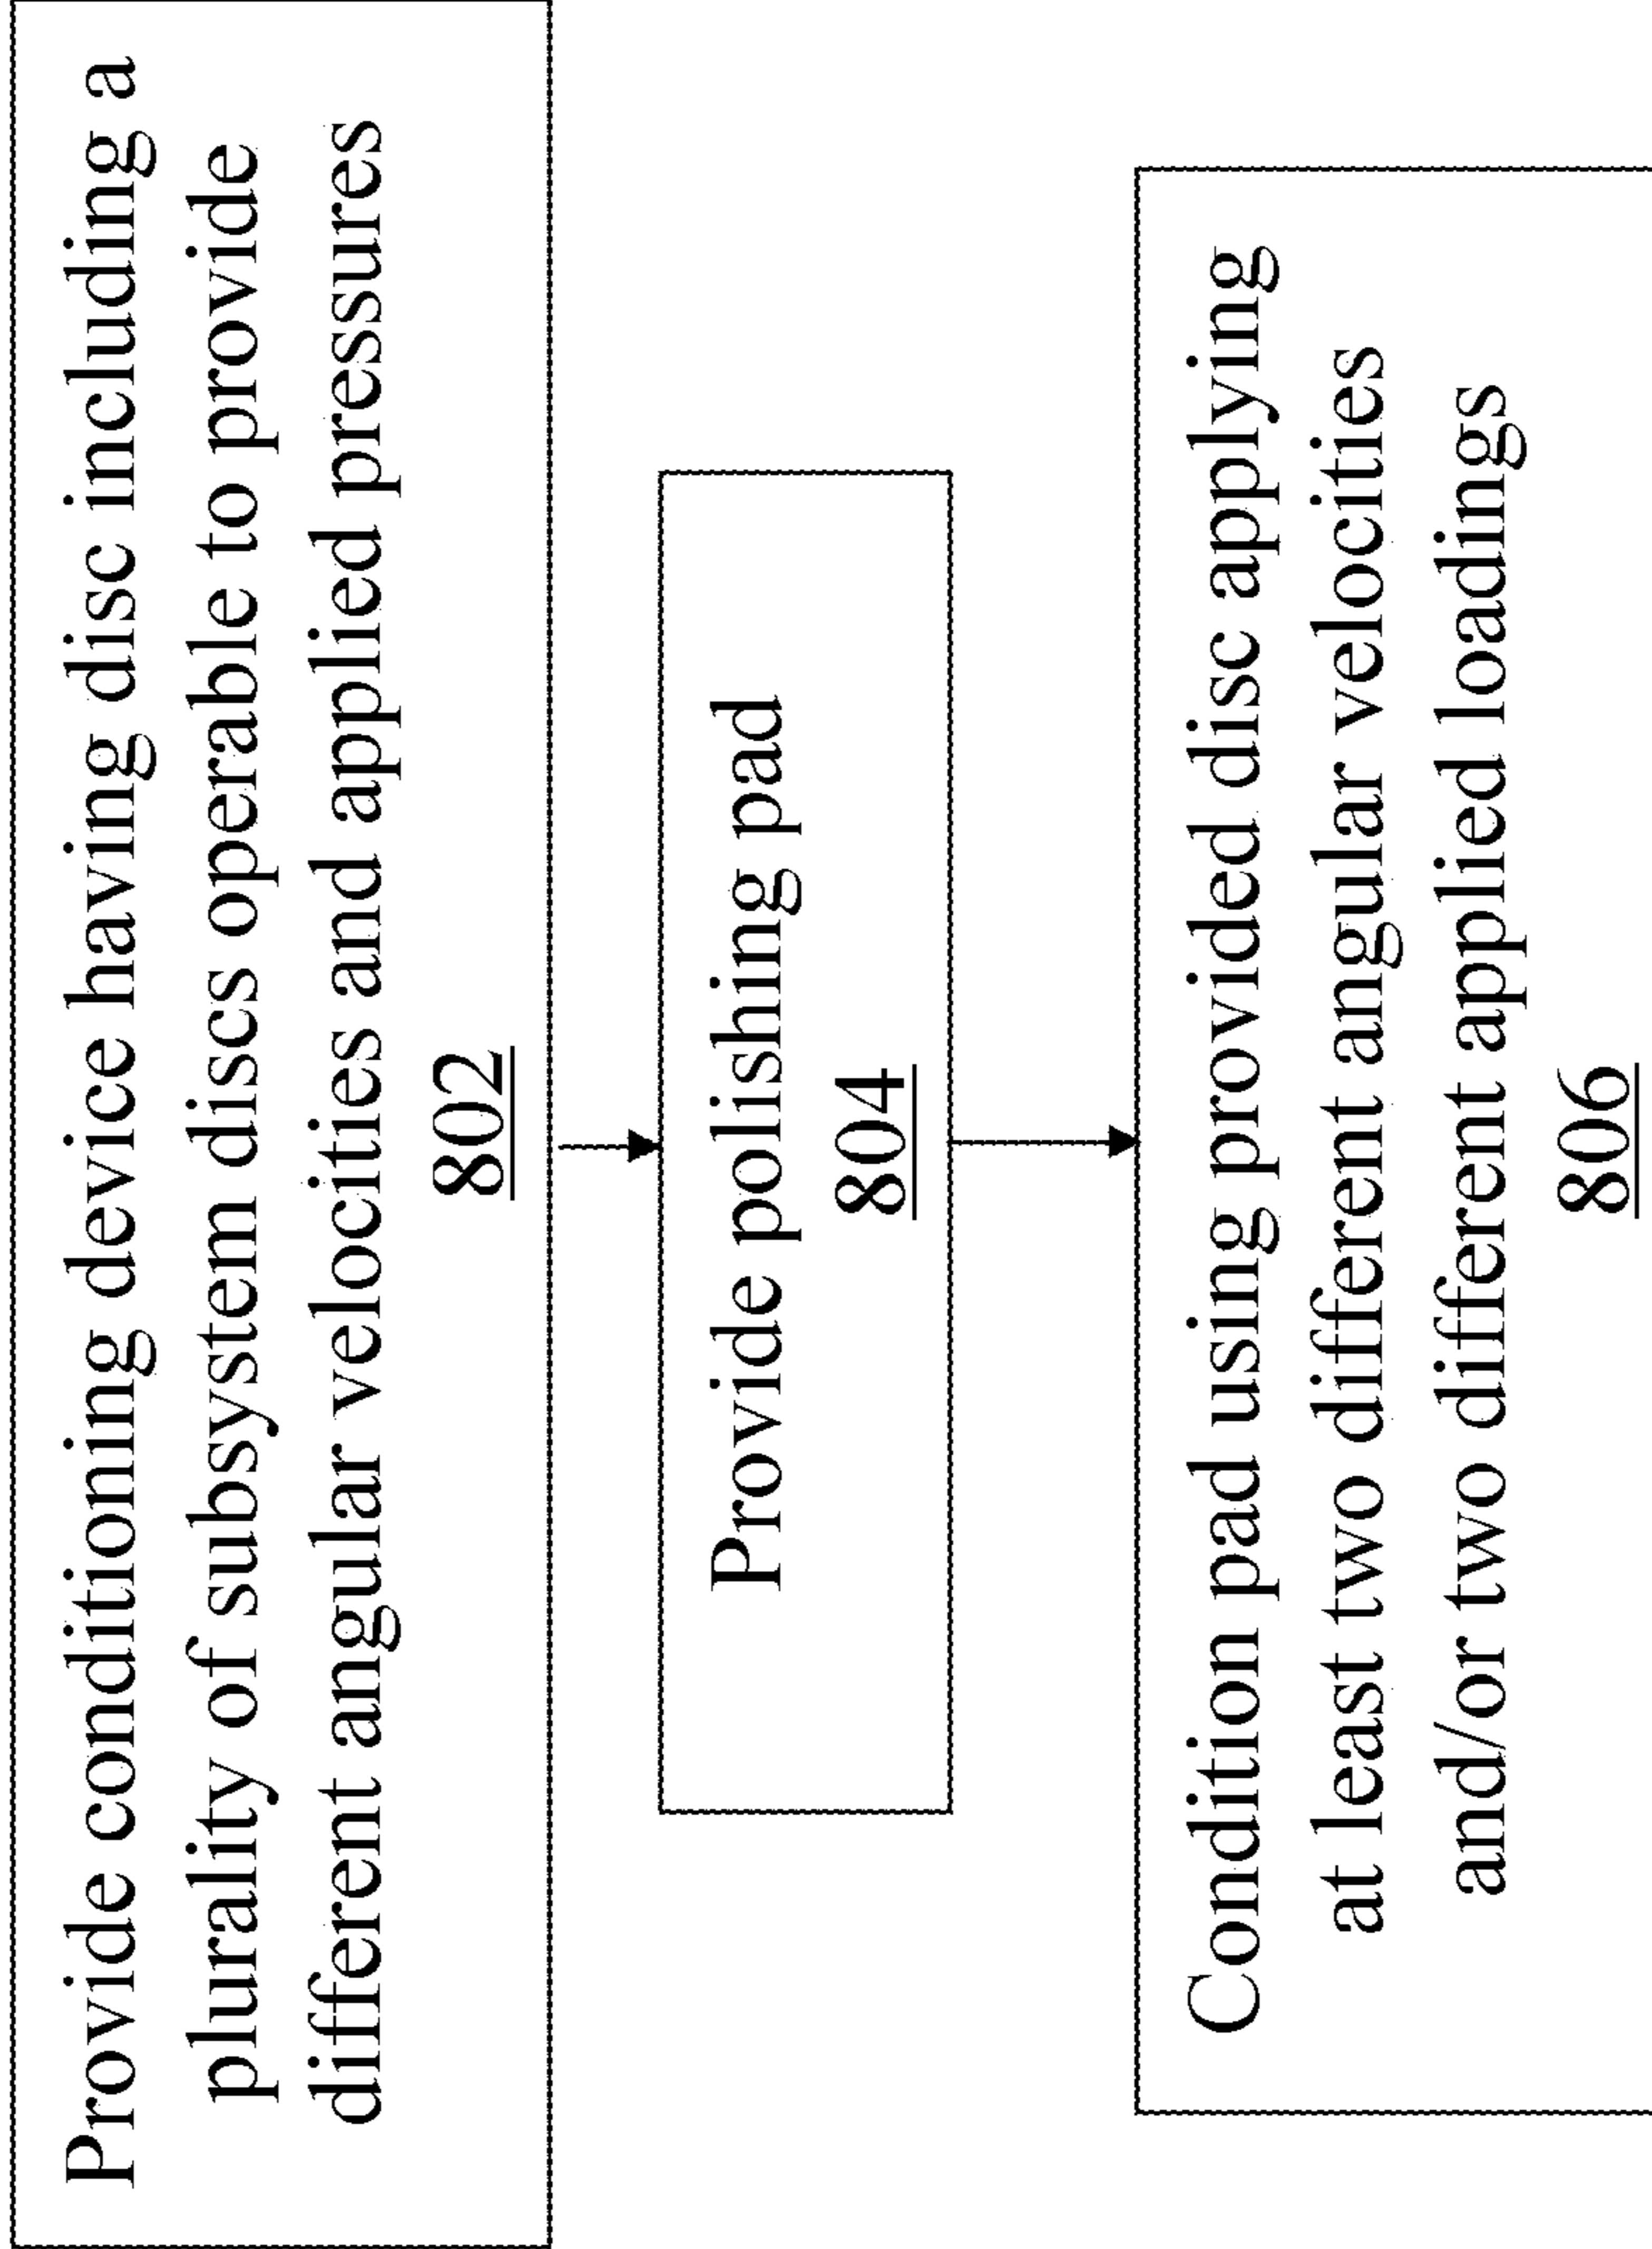 Provide conditioning device having disc including a
plurality of subsystem discs operable to provide
different angular velocities and applied pressures
802
Provide polishing pad
804
Condition pad using provided disc applying
at least two different angular velocities
and/or two different applied loadings
806